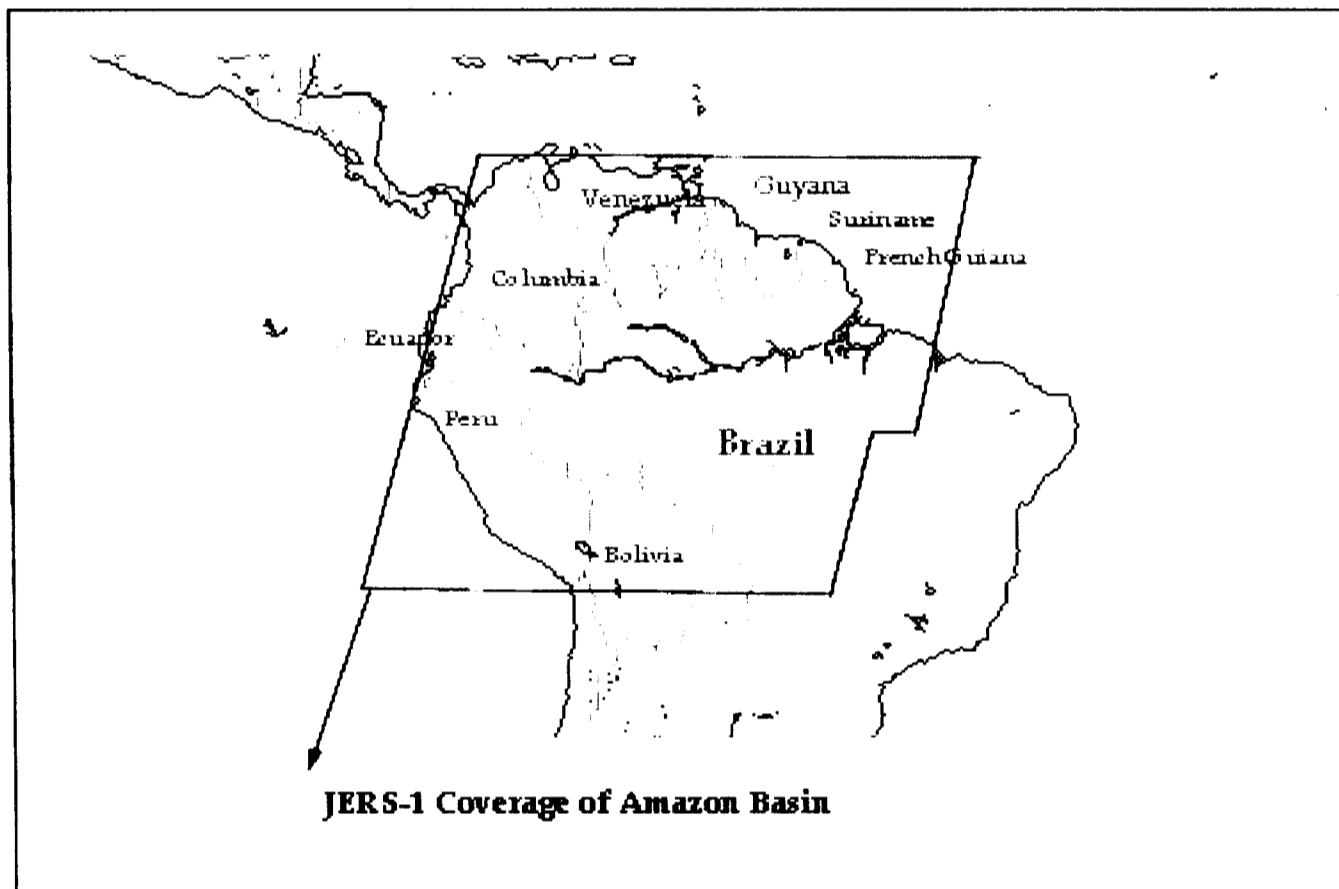 Venezuela
Guyana
Suriname
French Guiana
Columbia
Ecuador
Peru
Brazil
Bolivia
JERS-1 Coverage of Amazon Basin